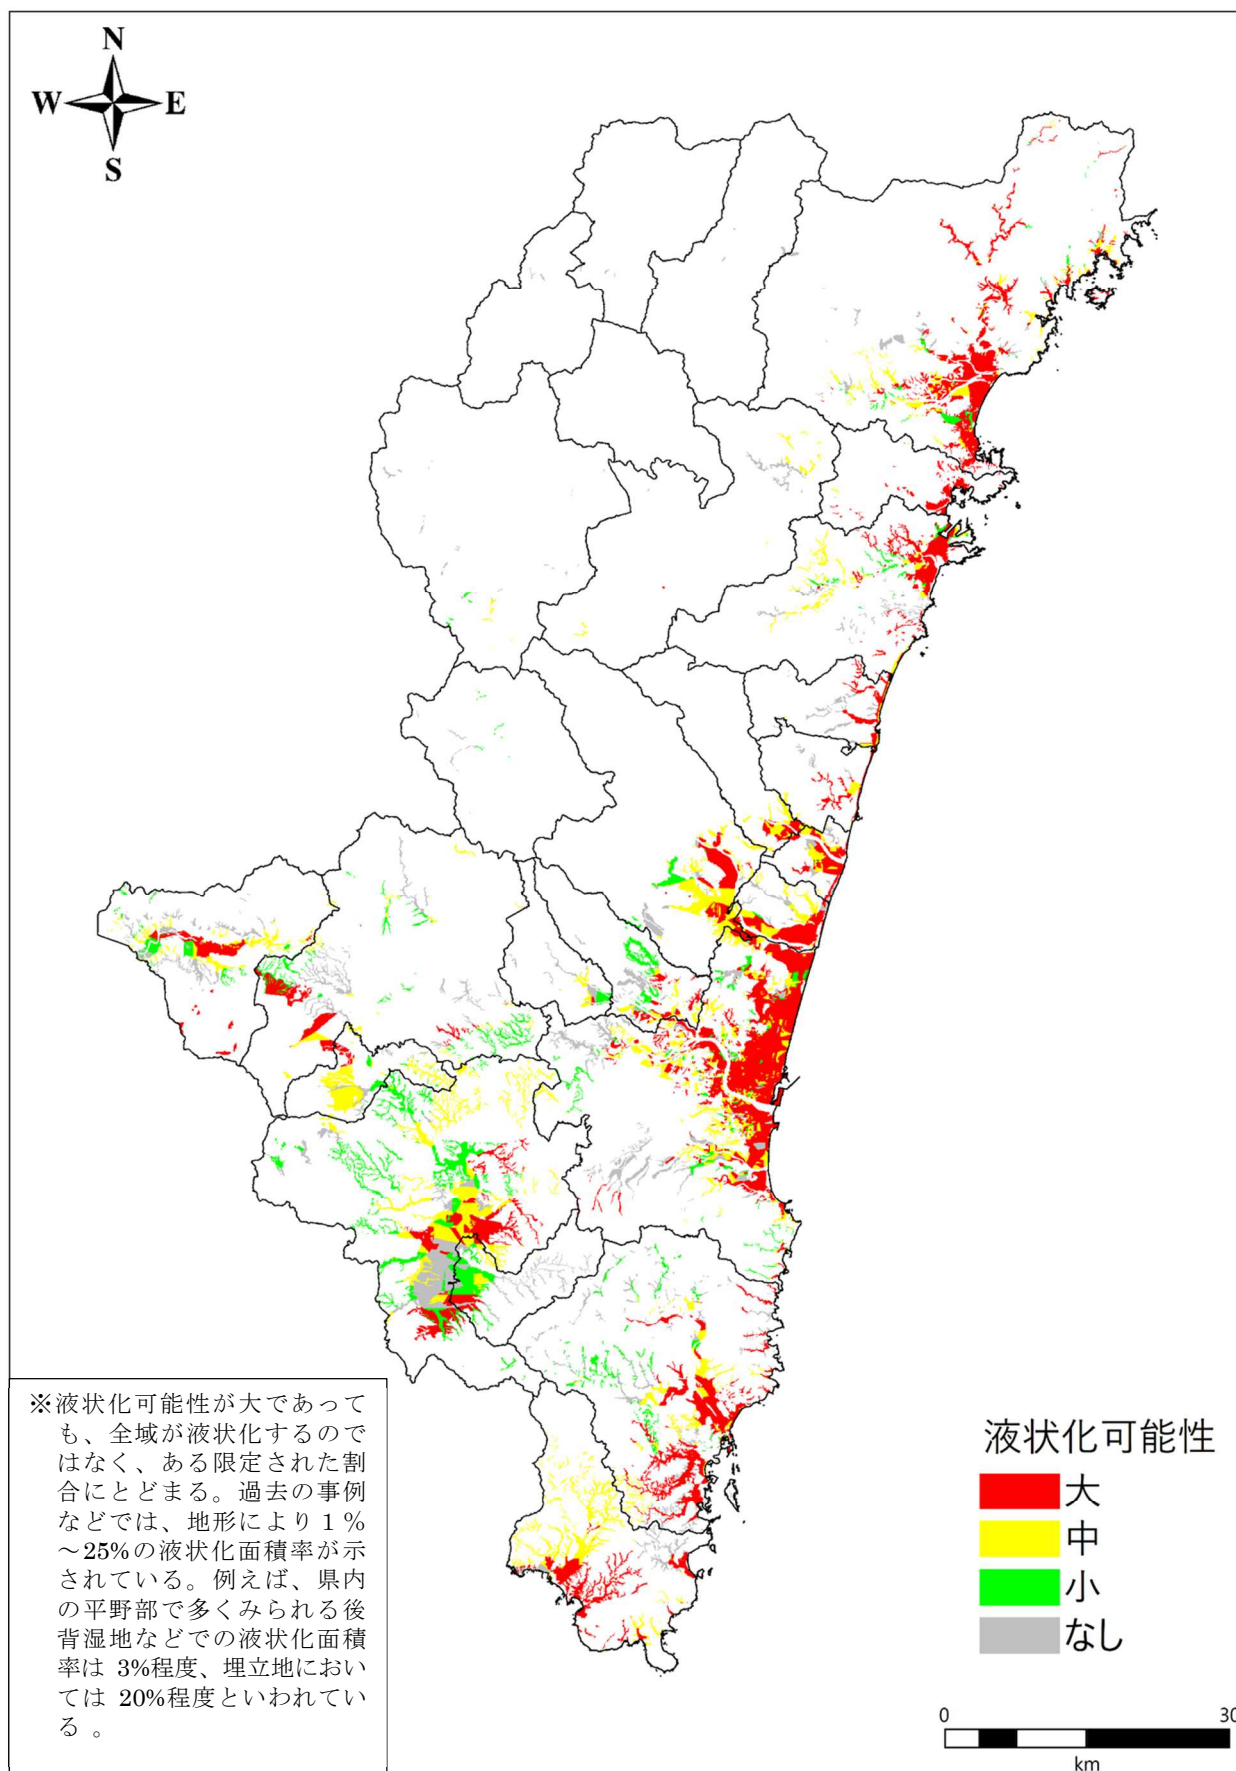 N
W
E
S
※液状化可能性が大であって
も、全域が液状化するので
はなく、ある限定された割
合にとどまる。過去の事例
などでは、地形により１％
～25%の液状化面積率が示
されている。例えば、県内
の平野部で多くみられる後
背湿地などでの液状化面積
率は 3%程度、埋立地におい
ては 20%程度といわれてい
る 。
液状化可能性
大
中
小
なし
0
30
km